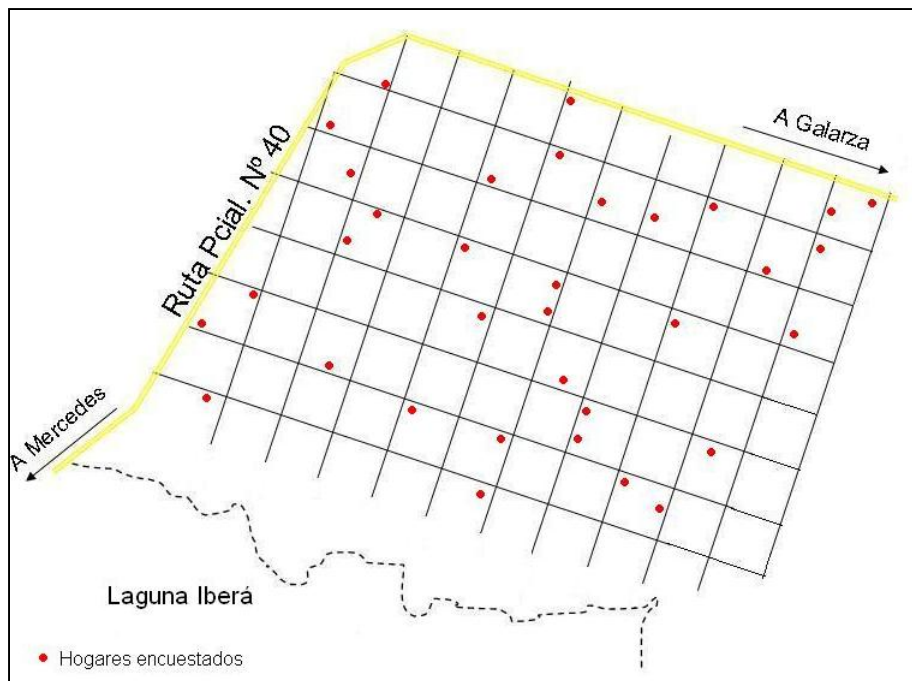 A Galarza
Ruta Pcial. Nº 40
A Mercedes
Laguna Iberá
Hogares encuestados